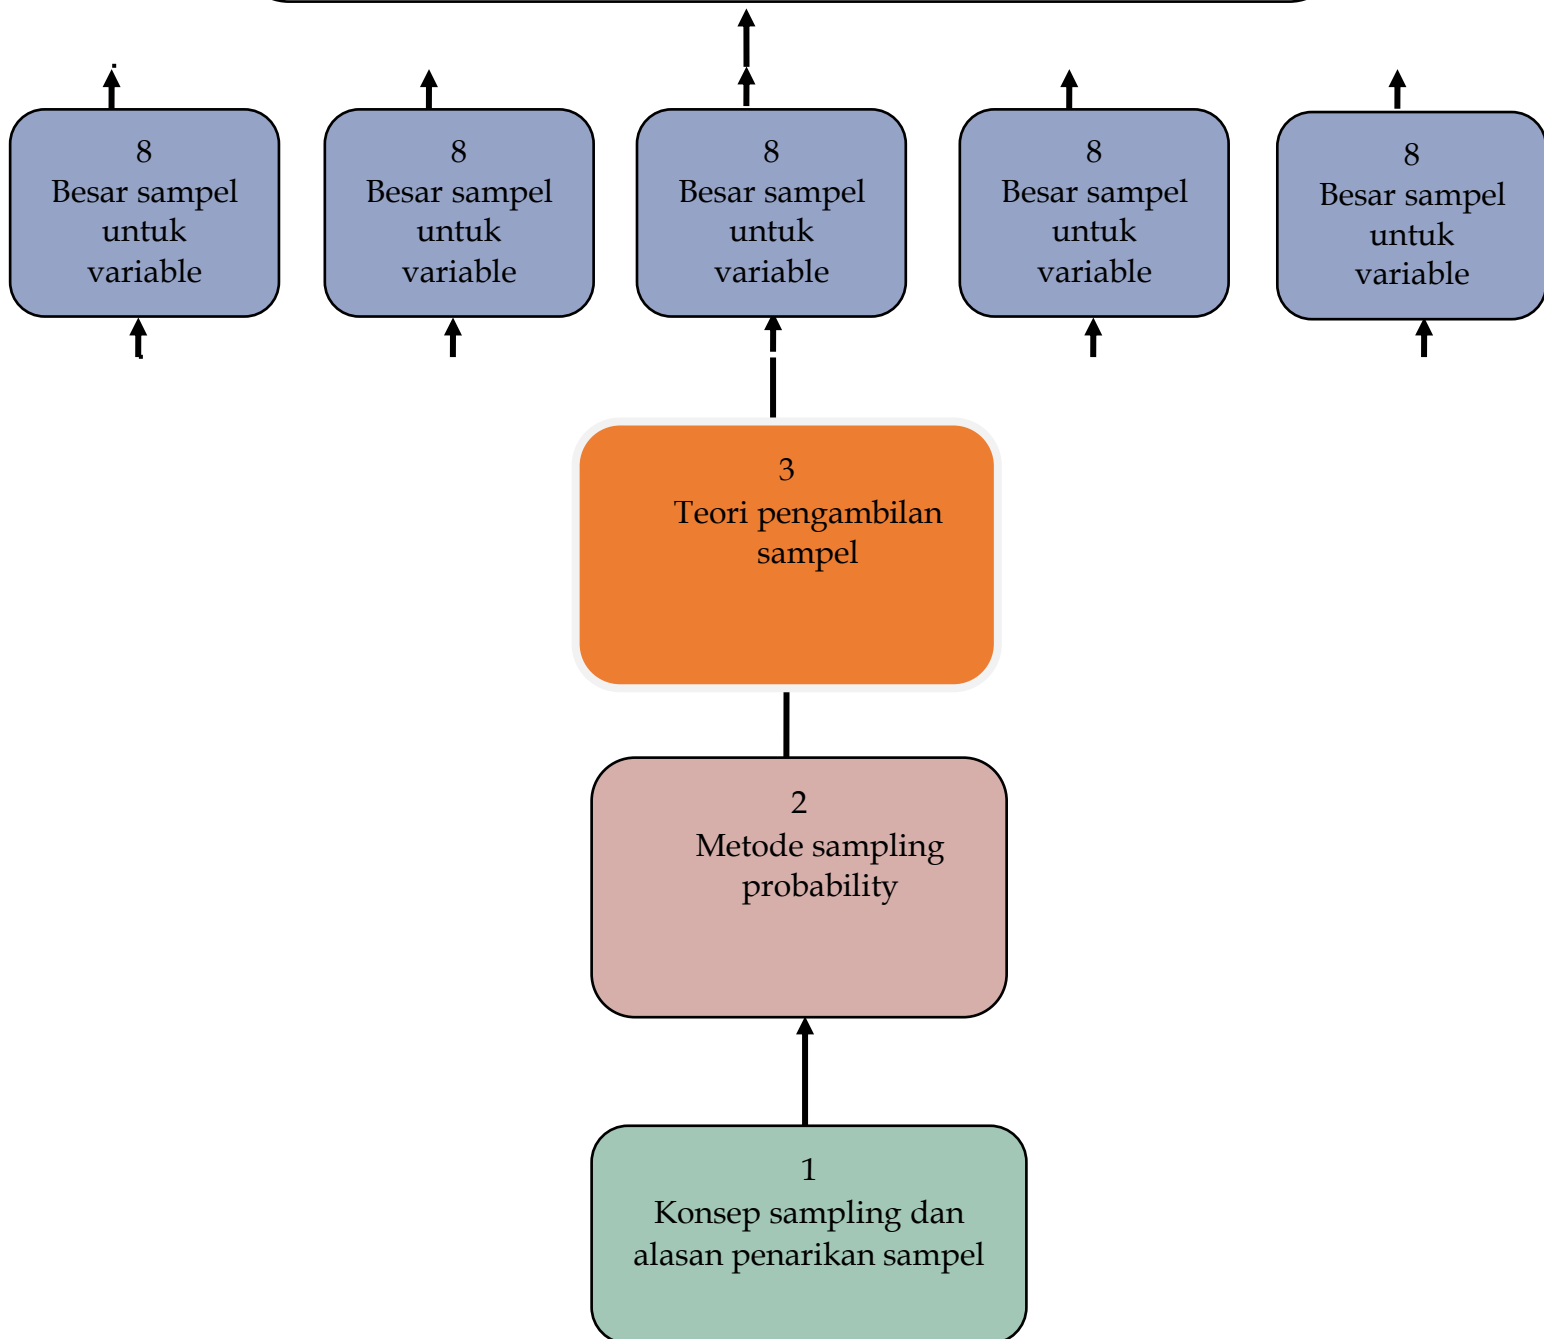 8
Besar sampel
untuk
variable
8
Besar sampel
untuk
variable
8
Besar sampel
untuk
variable
8
Besar sampel
untuk
variable
8
Besar sampel
untuk
variable
3
Teori pengambilan
sampel
2
Metode sampling
probability
1
Konsep sampling dan
alasan penarikan sampel